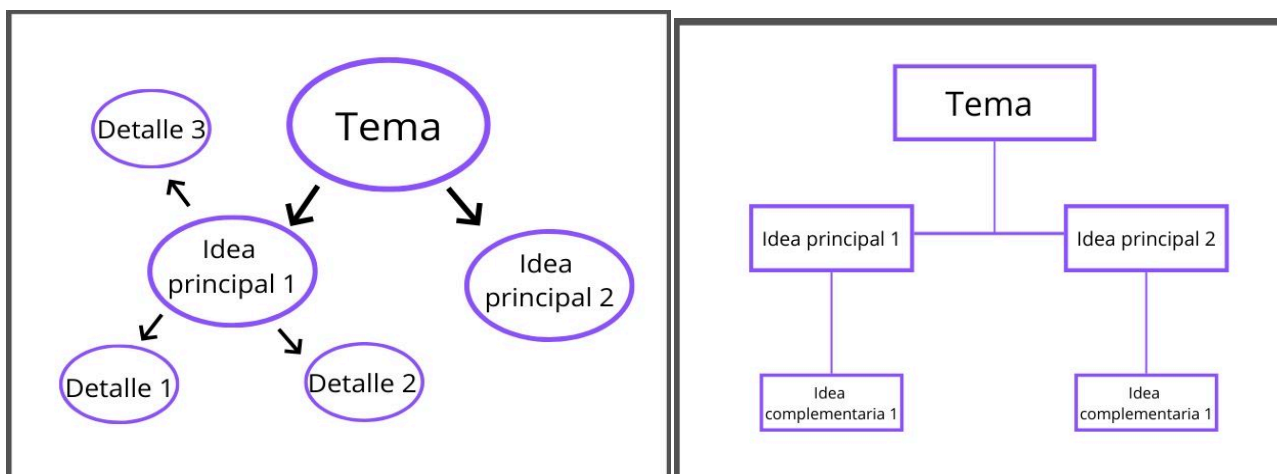 Tema
Detalle 3
Idea
principal 1
Idea
principal 2
Detalle 1
Detalle 2
Tema
Idea principal 1
Idea principal 2
Idea
complementaria 1
Idea
complementaria 1